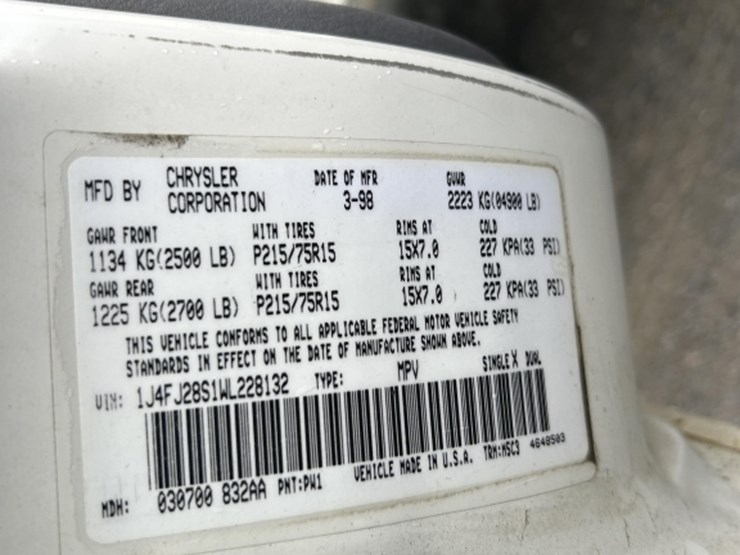 MFD BY CHRYSLER CORPORATION DATE OF MFR 3-98 GVWR 2223 KG(04900 LB)
GAWR FRONT WITH TIRES RIMS AT COLD
1134 KG(2500 LB) P215/75R15 15X7.0 227 KPA(33 PSI)
GAWR REAR WITH TIRES RIMS AT COLD
1225 KG(2700 LB) P215/75R15 15X7.0 227 KPA(33 PSI)
THIS VEHICLE CONFORMS TO ALL APPLICABLE FEDERAL MOTOR VEHICLE SAFETY
STANDARDS IN EFFECT ON THE DATE OF MANUFACTURE SHOWN ABOVE.
VIN: 1J4FJ28S1WL228132 TYPE: MPV SINGLE X DUAL
MDH: 030700 832AA PNT:PW1 VEHICLE MADE IN U.S.A. TRM:M5C3 4648503